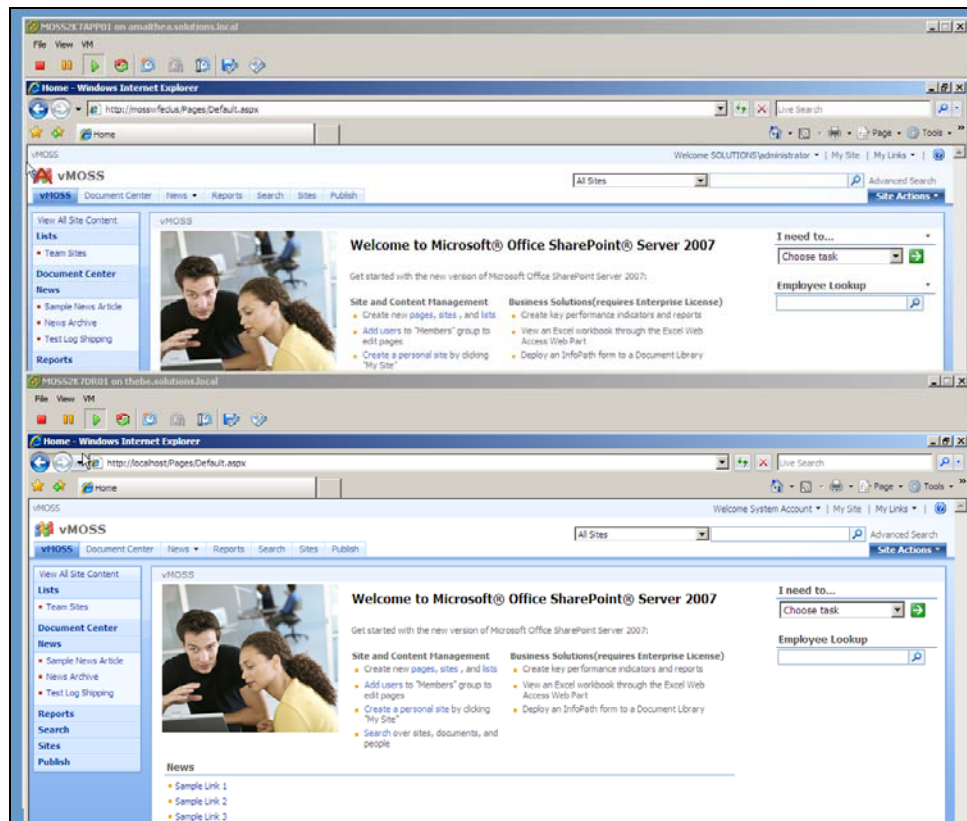 MOSS2K7APP01 on amalthea.solutions.local
File View VM
Home - Windows Internet Explorer
http://mosswfeclus/Pages/Default.aspx
Live Search
Home
Page Tools
vMOSS
Welcome SOLUTIONS\administrator | My Site | My Links |
vMOSS
All Sites
Advanced Search
vMOSS Document Center News Reports Search Sites Publish
Site Actions
View All Site Content
Lists
Team Sites
Document Center
News
Sample News Article
News Archive
Test Log Shipping
Reports
vMOSS
Welcome to Microsoft® Office SharePoint® Server 2007
Get started with the new version of Microsoft Office SharePoint Server 2007:
Site and Content Management
Create new pages, sites , and lists
Add users to "Members" group to
edit pages
Create a personal site by clicking
"My Site"
Business Solutions(requires Enterprise License)
Create key performance indicators and reports
View an Excel workbook through the Excel Web
Access Web Part
Deploy an InfoPath form to a Document Library
I need to...
Choose task
Employee Lookup
MOSS2K7DR01 on thebe.solutions.local
File View VM
Home - Windows Internet Explorer
http://localhost/Pages/Default.aspx
Live Search
Home
Page Tools
vMOSS
Welcome System Account | My Site | My Links |
vMOSS
All Sites
Advanced Search
vMOSS Document Center News Reports Search Sites Publish
Site Actions
View All Site Content
Lists
Team Sites
Document Center
News
Sample News Article
News Archive
Test Log Shipping
Reports
Search
Sites
Publish
vMOSS
Welcome to Microsoft® Office SharePoint® Server 2007
Get started with the new version of Microsoft Office SharePoint Server 2007:
Site and Content Management
Create new pages, sites , and lists
Add users to "Members" group to
edit pages
Create a personal site by clicking
"My Site"
Search over sites, documents, and
people
Business Solutions(requires Enterprise License)
Create key performance indicators and reports
View an Excel workbook through the Excel Web
Access Web Part
Deploy an InfoPath form to a Document Library
I need to...
Choose task
Employee Lookup
News
Sample Link 1
Sample Link 2
Sample Link 3